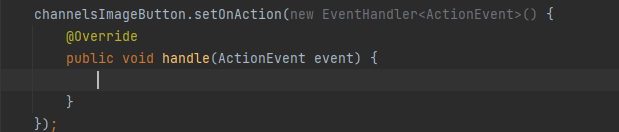 channelsImageButton.setOnAction(new EventHandler<ActionEvent>() {
    @Override
    public void handle(ActionEvent event) {

    }
});